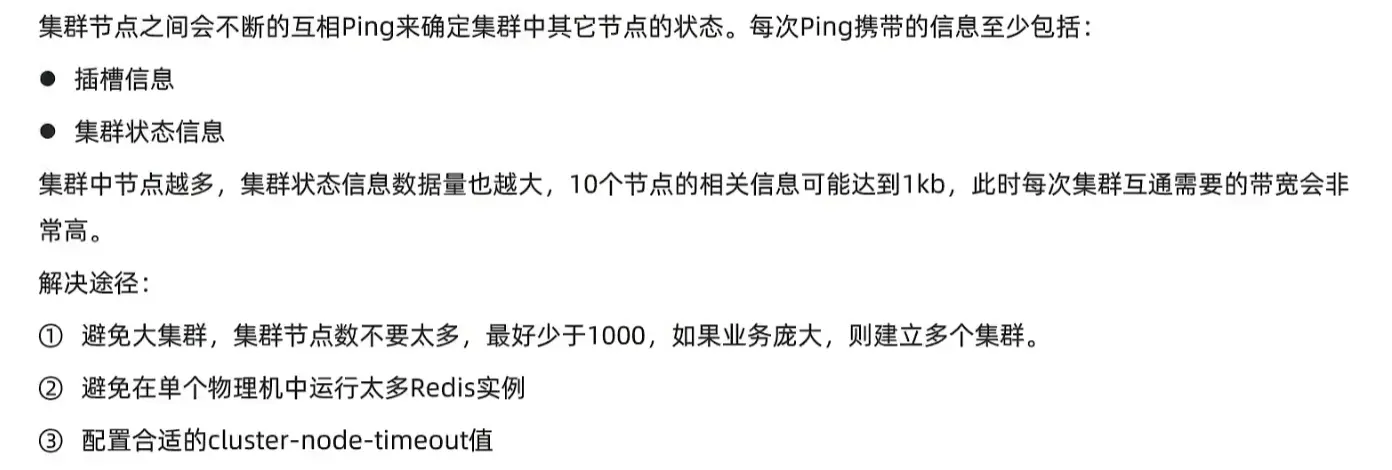 集群节点之间会不断的互相Ping来确定集群中其它节点的状态。每次Ping携带的信息至少包括：
● 插槽信息
● 集群状态信息
集群中节点越多，集群状态信息数据量也越大，10个节点的相关信息可能达到1kb，此时每次集群互通需要的带宽会非
常高。
解决途径：
① 避免大集群，集群节点数不要太多，最好少于1000，如果业务庞大，则建立多个集群。
② 避免在单个物理机中运行太多Redis实例
③ 配置合适的cluster-node-timeout值